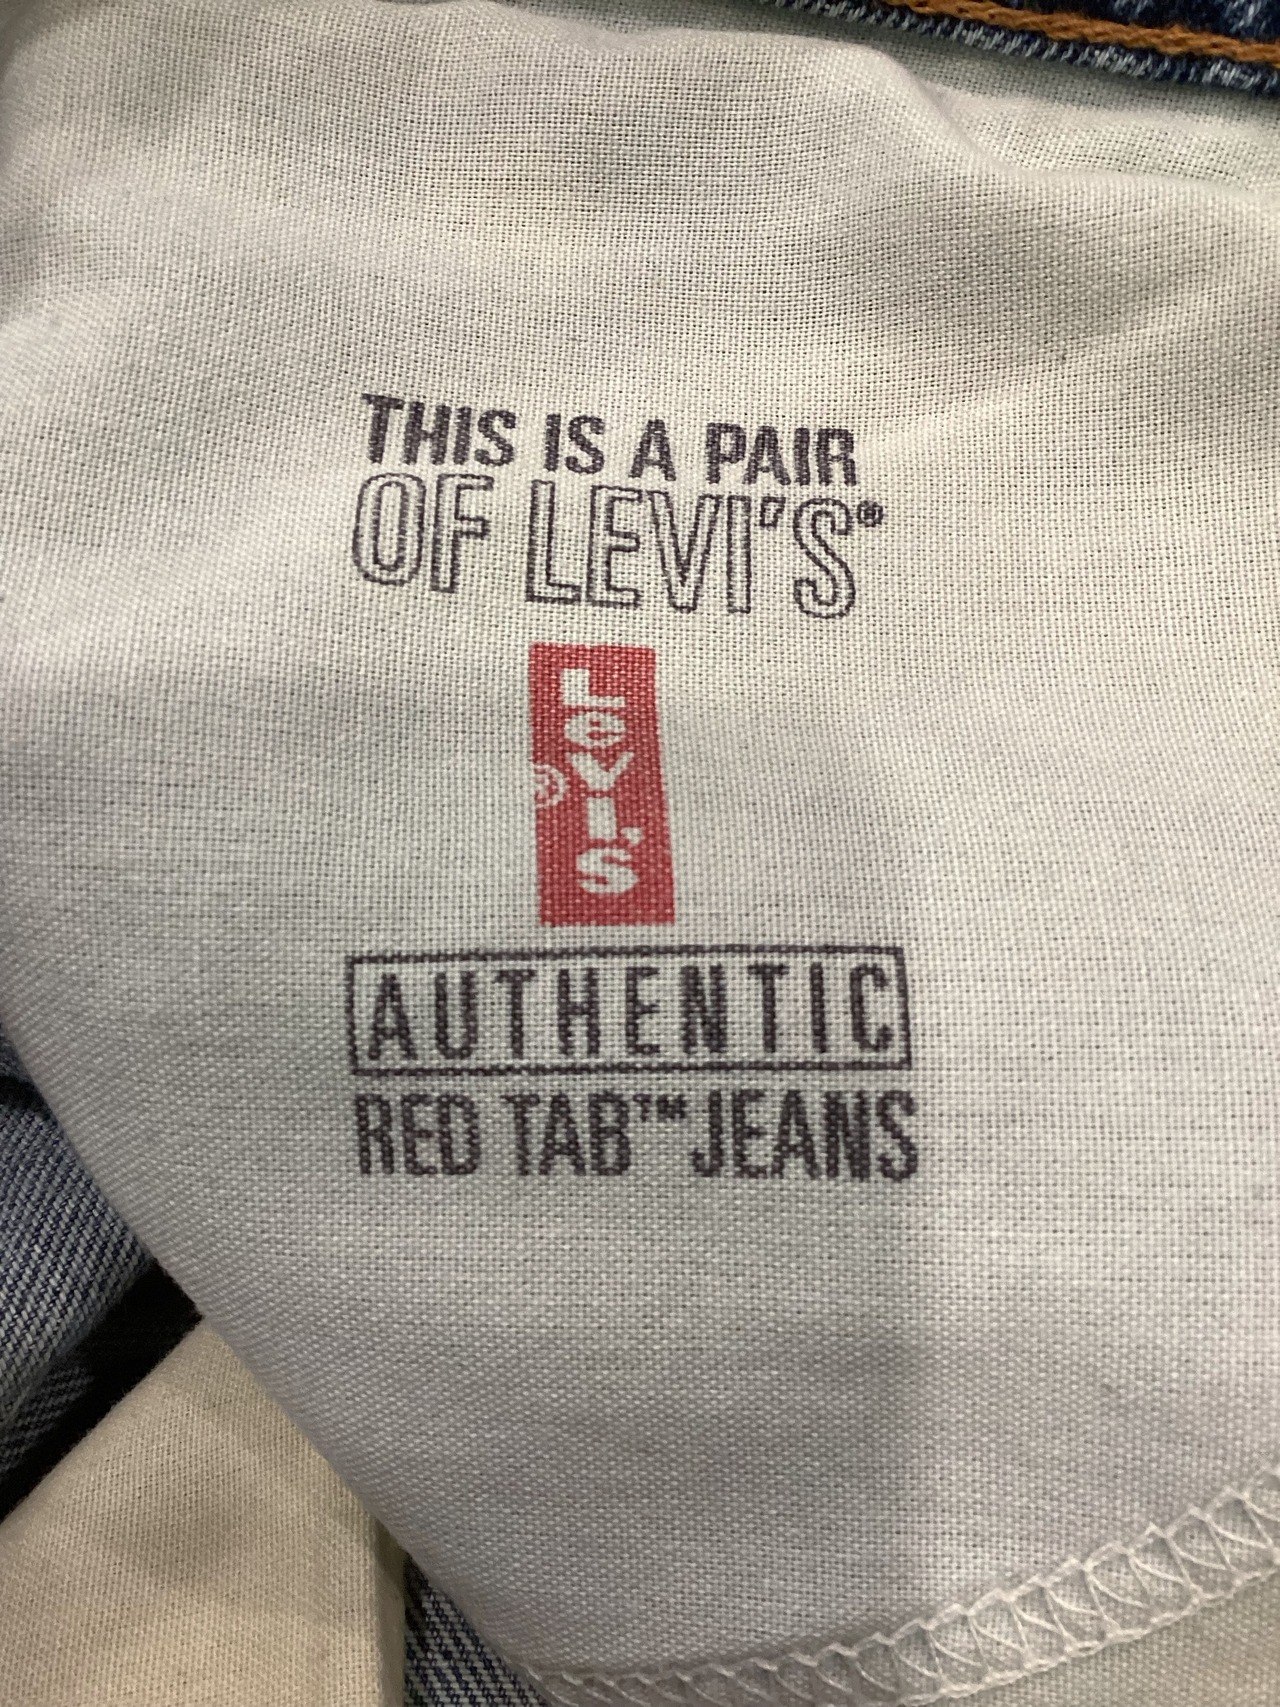 THIS IS A PAIR
OF LEVI'S®
LeVI'S
®
AUTHENTIC
RED TAB™ JEANS